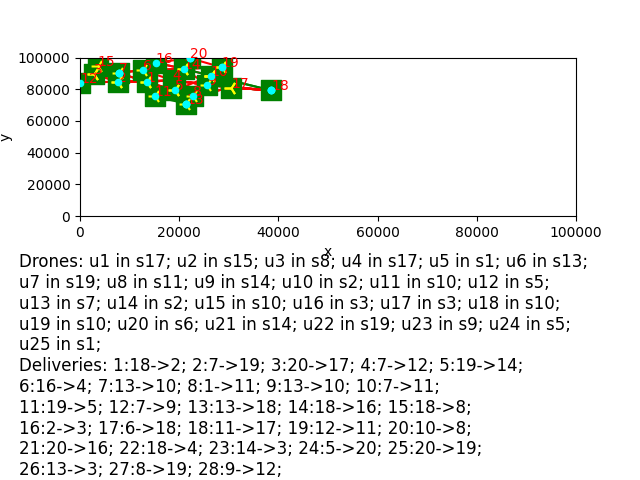 100000
80000
60000
40000
20000
0
y
15
16
20
19
17
18
0
20000
40000
60000
80000
100000
x
Drones: u1 in s17; u2 in s15; u3 in s8; u4 in s17; u5 in s1; u6 in s13;
u7 in s19; u8 in s11; u9 in s14; u10 in s2; u11 in s10; u12 in s5;
u13 in s7; u14 in s2; u15 in s10; u16 in s3; u17 in s3; u18 in s10;
u19 in s10; u20 in s6; u21 in s14; u22 in s19; u23 in s9; u24 in s5;
u25 in s1;
Deliveries: 1:18->2; 2:7->19; 3:20->17; 4:7->12; 5:19->14;
6:16->4; 7:13->10; 8:1->11; 9:13->10; 10:7->11;
11:19->5; 12:7->9; 13:13->18; 14:18->16; 15:18->8;
16:2->3; 17:6->18; 18:11->17; 19:12->11; 20:10->8;
21:20->16; 22:18->4; 23:14->3; 24:5->20; 25:20->19;
26:13->3; 27:8->19; 28:9->12;